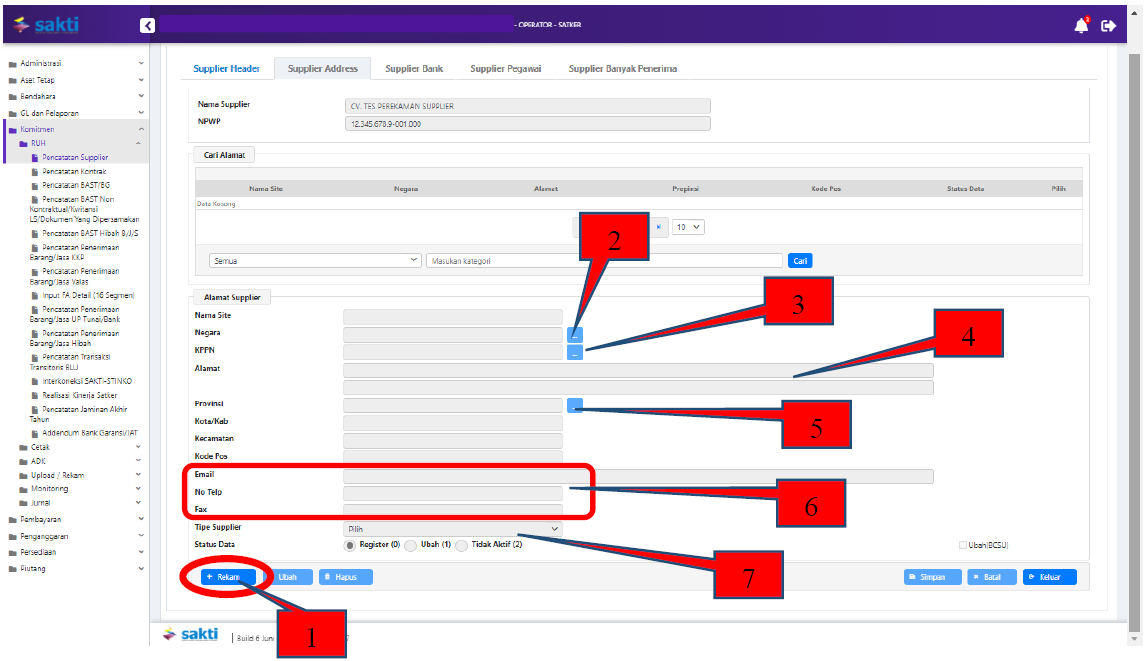 sakti
- OPERATOR - SATKER
3
Administrasi
Aset Tetap
Bendahara
GL dan Pelaporan
Komitmen
RUH
Pencatatan Supplier
Pencatatan Kontrak
Pencatatan BAST/BG
Pencatatan BAST Non
Kontraktual/Kwitansi
LS/Dokumen Yang Dipersamakan
Pencatatan BAST Hibah B/J/S
Pencatatan Penerimaan
Barang/Jasa KKP
Pencatatan Penerimaan
Barang/Jasa Valas
Input FA Detail (16 Segmen)
Pencatatan Penerimaan
Barang/Jasa UP Tunai/Bank
Pencatatan Penerimaan
Barang/Jasa Hibah
Pencatatan Transaksi
Transitoris BLU
Interkoneksi SAKTI-STINKO
Realisasi Kinerja Satker
Pencatatan Jaminan Akhir
Tahun
Addendum Bank Garansi/JAT
Cetak
ADK
Upload / Rekam
Monitoring
Jurnal
Pembayaran
Penganggaran
Persediaan
Piutang
Supplier Header Supplier Address Supplier Bank Supplier Pegawai Supplier Banyak Penerima
Nama Supplier CV. TES PEREKAMAN SUPPLIER
NPWP 12.345.678.9-001.000
Cari Alamat
Nama Site Negara Alamat Propinsi Kode Pos Status Data Pilih
Data Kosong
10
Semua Masukan kategori Cari
2
3
4
Alamat Supplier
Nama Site
Negara ...
KPPN ...
Alamat
Provinsi
5
Kota/Kab
Kecamatan
Kode Pos
Email
No Telp
6
Fax
Tipe Supplier Pilih
Status Data Register (0) Ubah (1) Tidak Aktif (2) Ubah(BCSU)
7
+ Rekam Ubah Hapus Simpan Batal Keluar
1
sakti Build 6 Juni